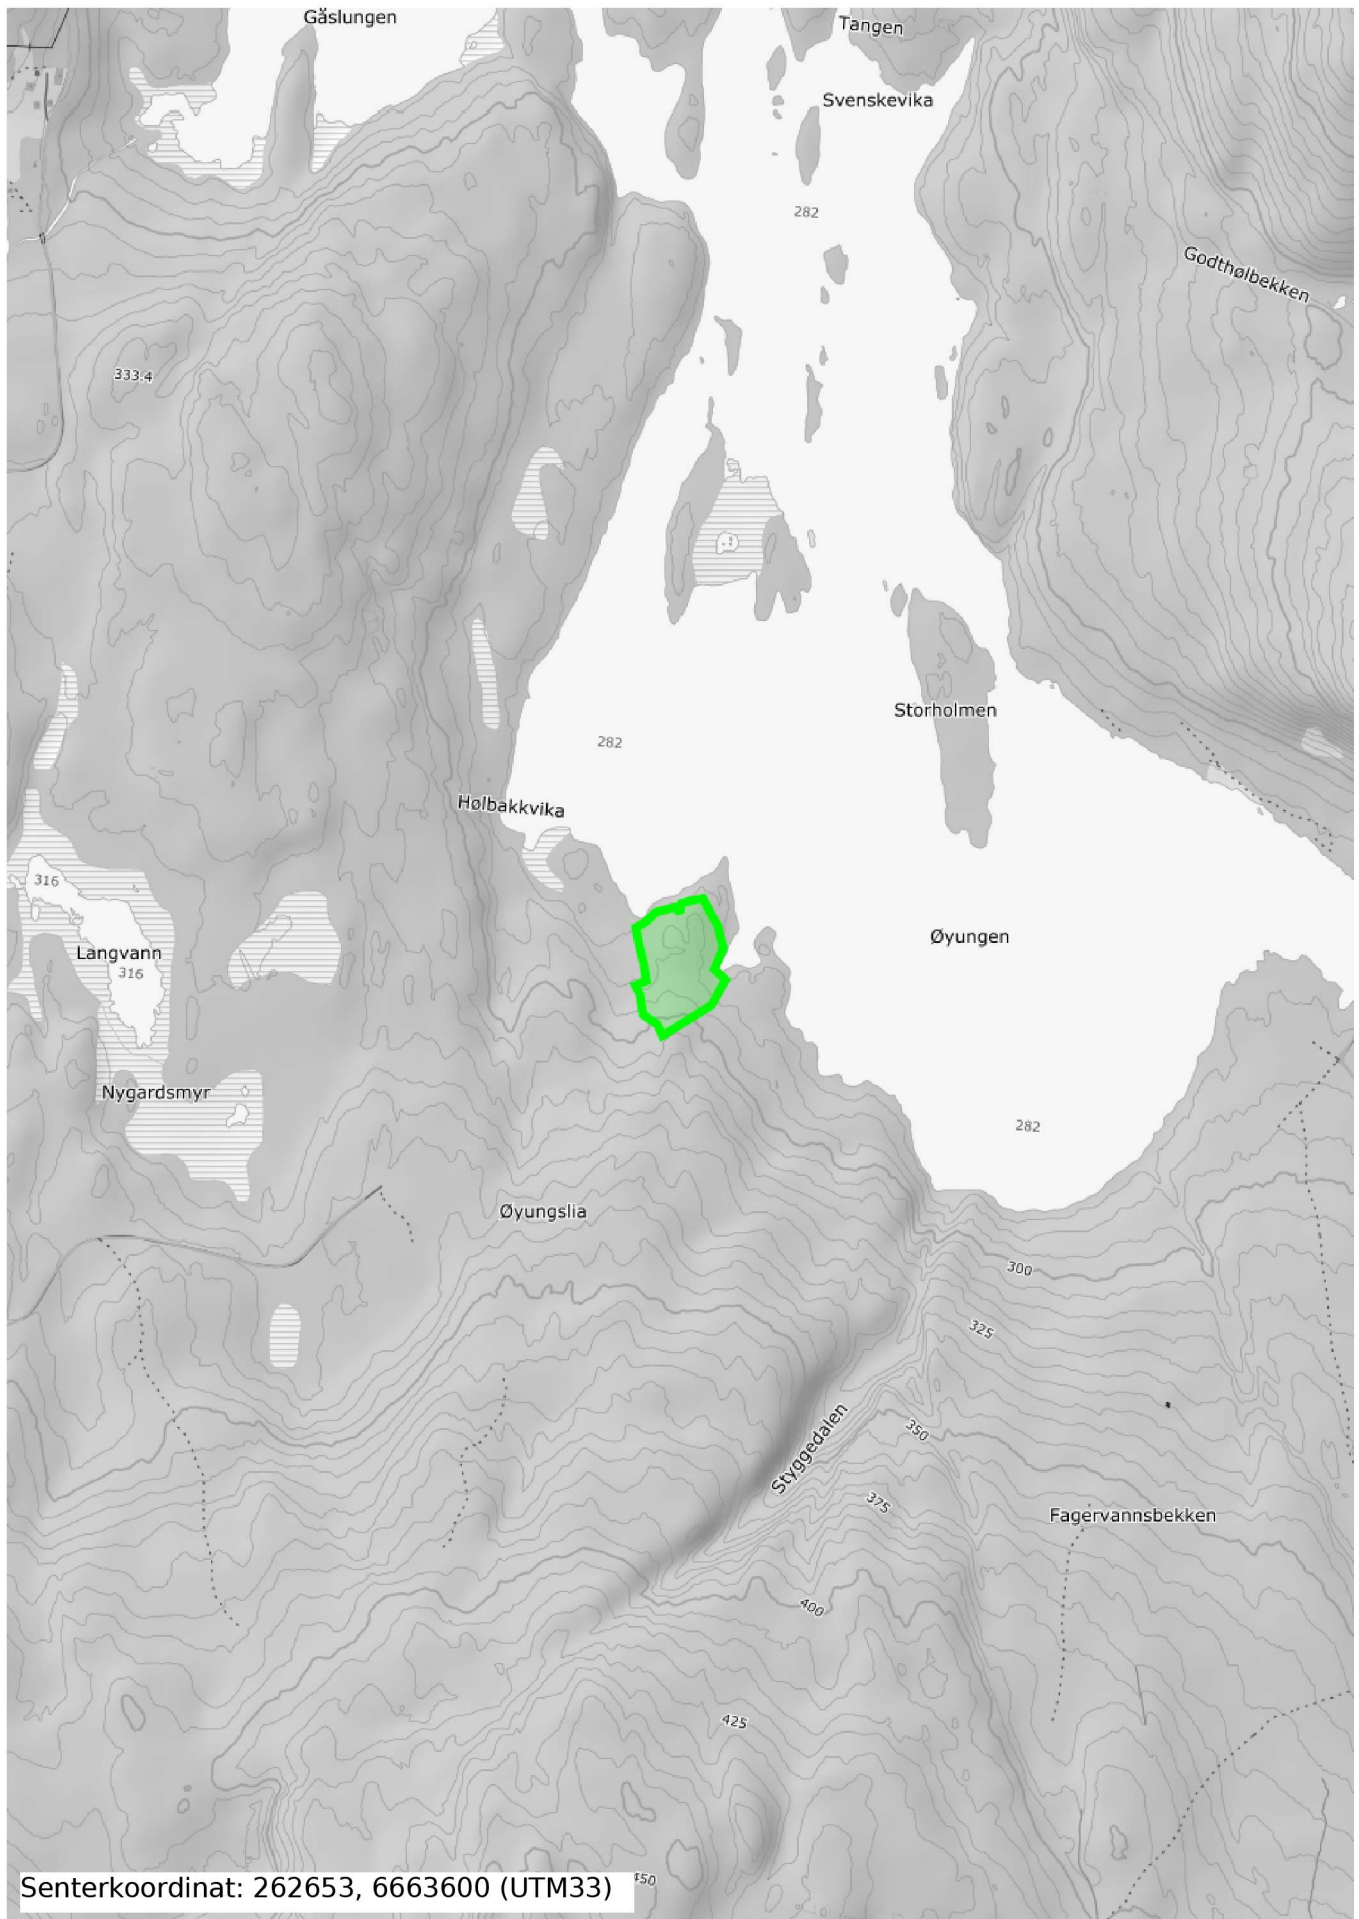 Gåslungen
Tangen
Svenskevika
282
Godthølbekken
333.4
Storholmen
282
Hølbakkvika
316
Langvann
316
Øyungen
Nygardsmyr
282
Øyungslia
300
325
Styggedalen
350
375
Fagervannsbekken
400
425
450
Senterkoordinat: 262653, 6663600 (UTM33)